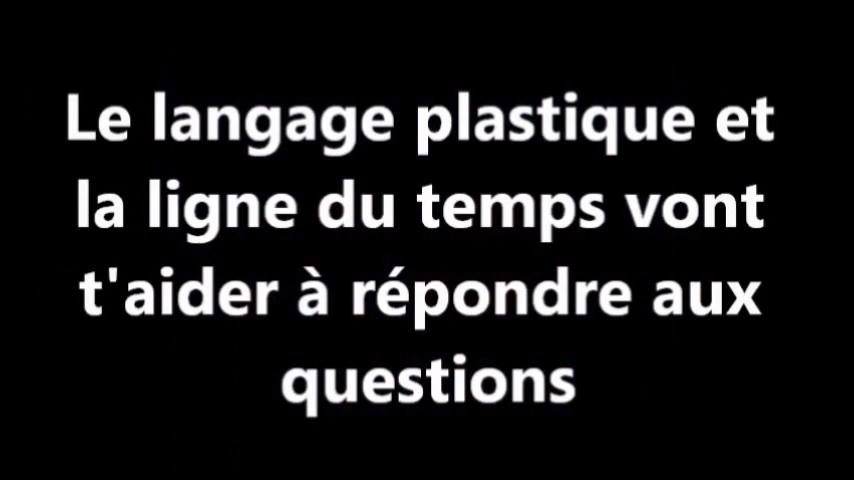 Le langage plastique et
la ligne du temps vont
t'aider à répondre aux
questions